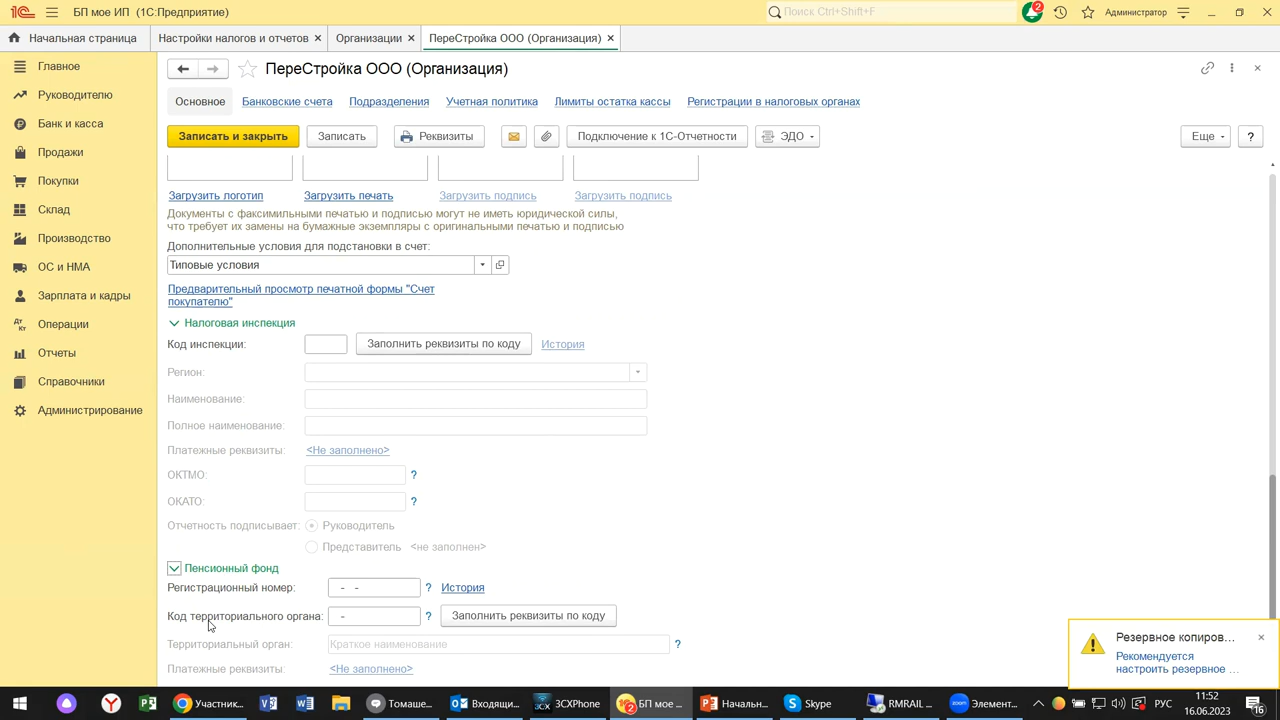 БП мое ИП (1С:Предприятие)
Поиск Ctrl+Shift+F
2
Администратор
Начальная страница
Настройки налогов и отчетов
Организации
ПереСтройка ООО (Организация)
Главное
Руководителю
Банк и касса
Продажи
Покупки
Склад
Производство
ОС и НМА
Зарплата и кадры
Операции
Отчеты
Справочники
Администрирование
ПереСтройка ООО (Организация)
Основное
Банковские счета
Подразделения
Учетная политика
Лимиты остатка кассы
Регистрации в налоговых органах
Записать и закрыть
Записать
Реквизиты
Подключение к 1С-Отчетности
ЭДО
Еще
?
Загрузить логотип
Загрузить печать
Загрузить подпись
Загрузить подпись
Документы с факсимильными печатью и подписью могут не иметь юридической силы,
что требует их замены на бумажные экземпляры с оригинальными печатью и подписью
Дополнительные условия для подстановки в счет:
Типовые условия
Предварительный просмотр печатной формы "Счет
покупателю"
Налоговая инспекция
Код инспекции:
Заполнить реквизиты по коду
История
Регион:
Наименование:
Полное наименование:
Платежные реквизиты: <Не заполнено>
ОКТМО: ?
ОКАТО: ?
Отчетность подписывает: Руководитель
Представитель <не заполнен>
Пенсионный фонд
Регистрационный номер: - - ? История
Код территориального органа: - ? Заполнить реквизиты по коду
Территориальный орган: Краткое наименование ?
Платежные реквизиты: <Не заполнено>
Резервное копиров...
Рекомендуется
настроить резервное ...
Участник...
Томаше...
Входящи...
3CXPhone
БП мое ...
Начальн...
Skype
RMRAIL ...
Элемент...
РУС
11:52
16.06.2023
16